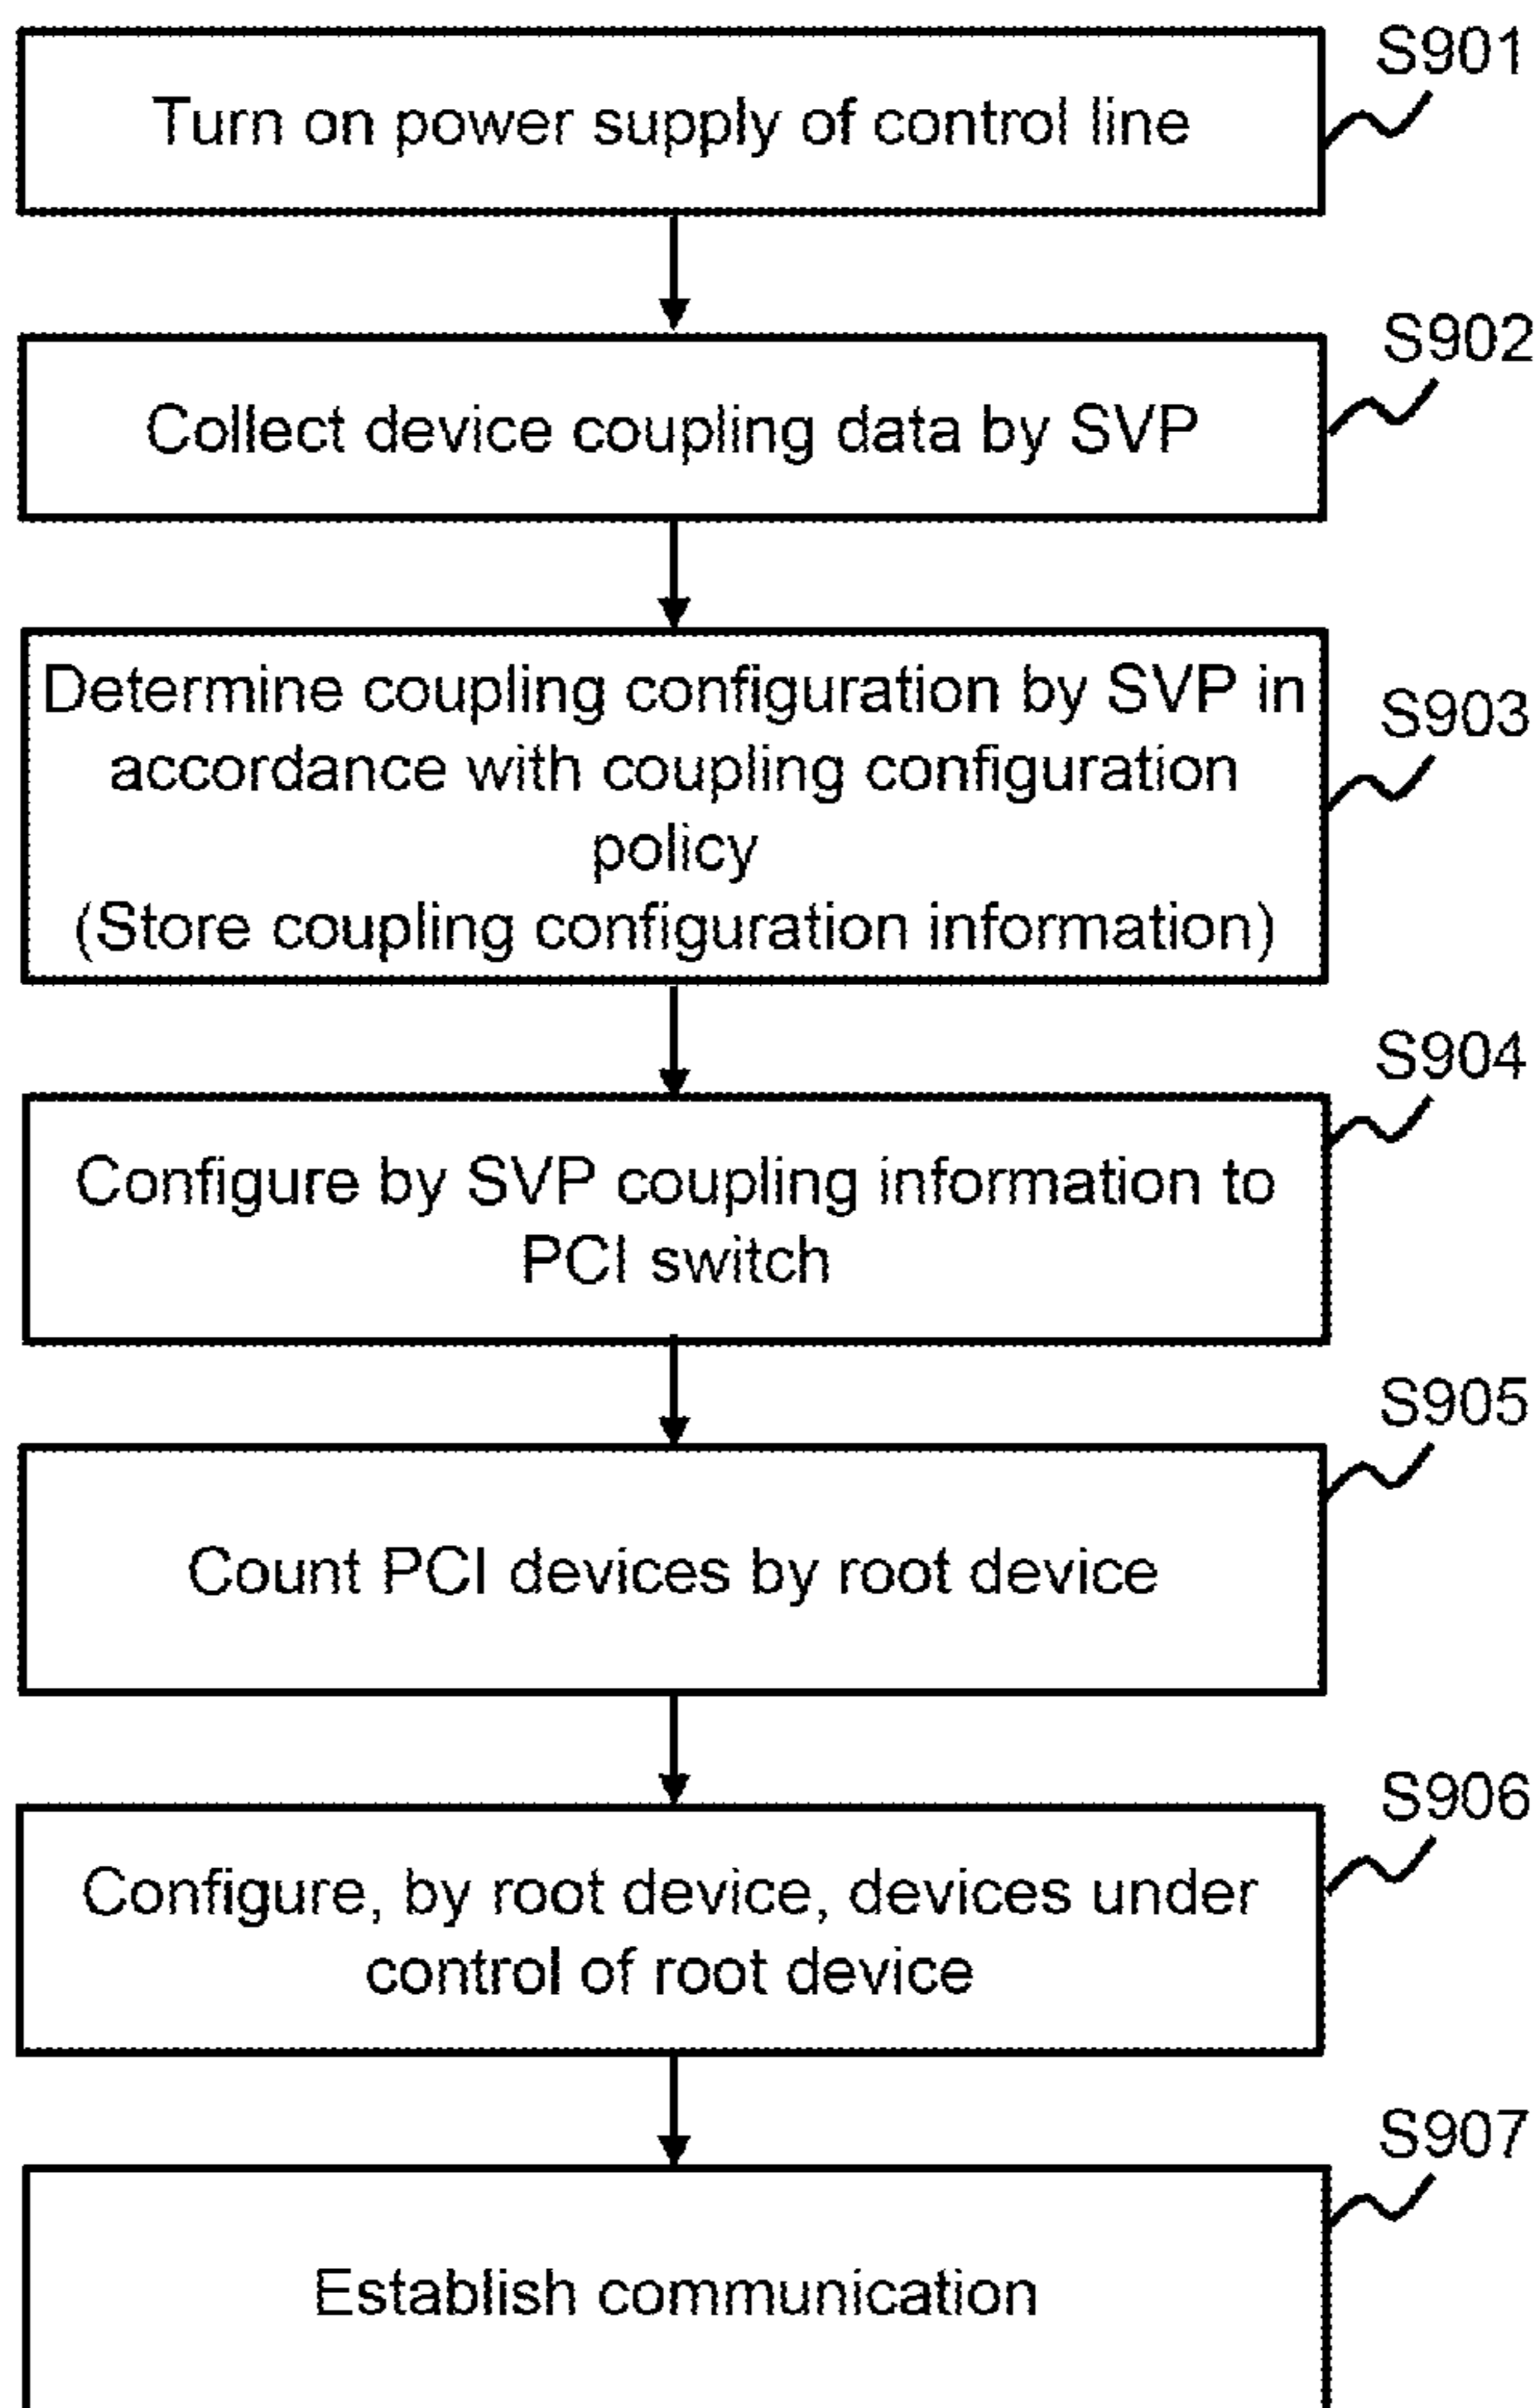 S901
Turn on power supply of control line
S902
Collect device coupling data by SVP
S903
Determine coupling configuration by SVP in
accordance with coupling configuration
policy
(Store coupling configuration information)
S904
Configure by SVP coupling information to
PCI switch
S905
Count PCI devices by root device
S906
Configure, by root device, devices under
control of root device
S907
Establish communication